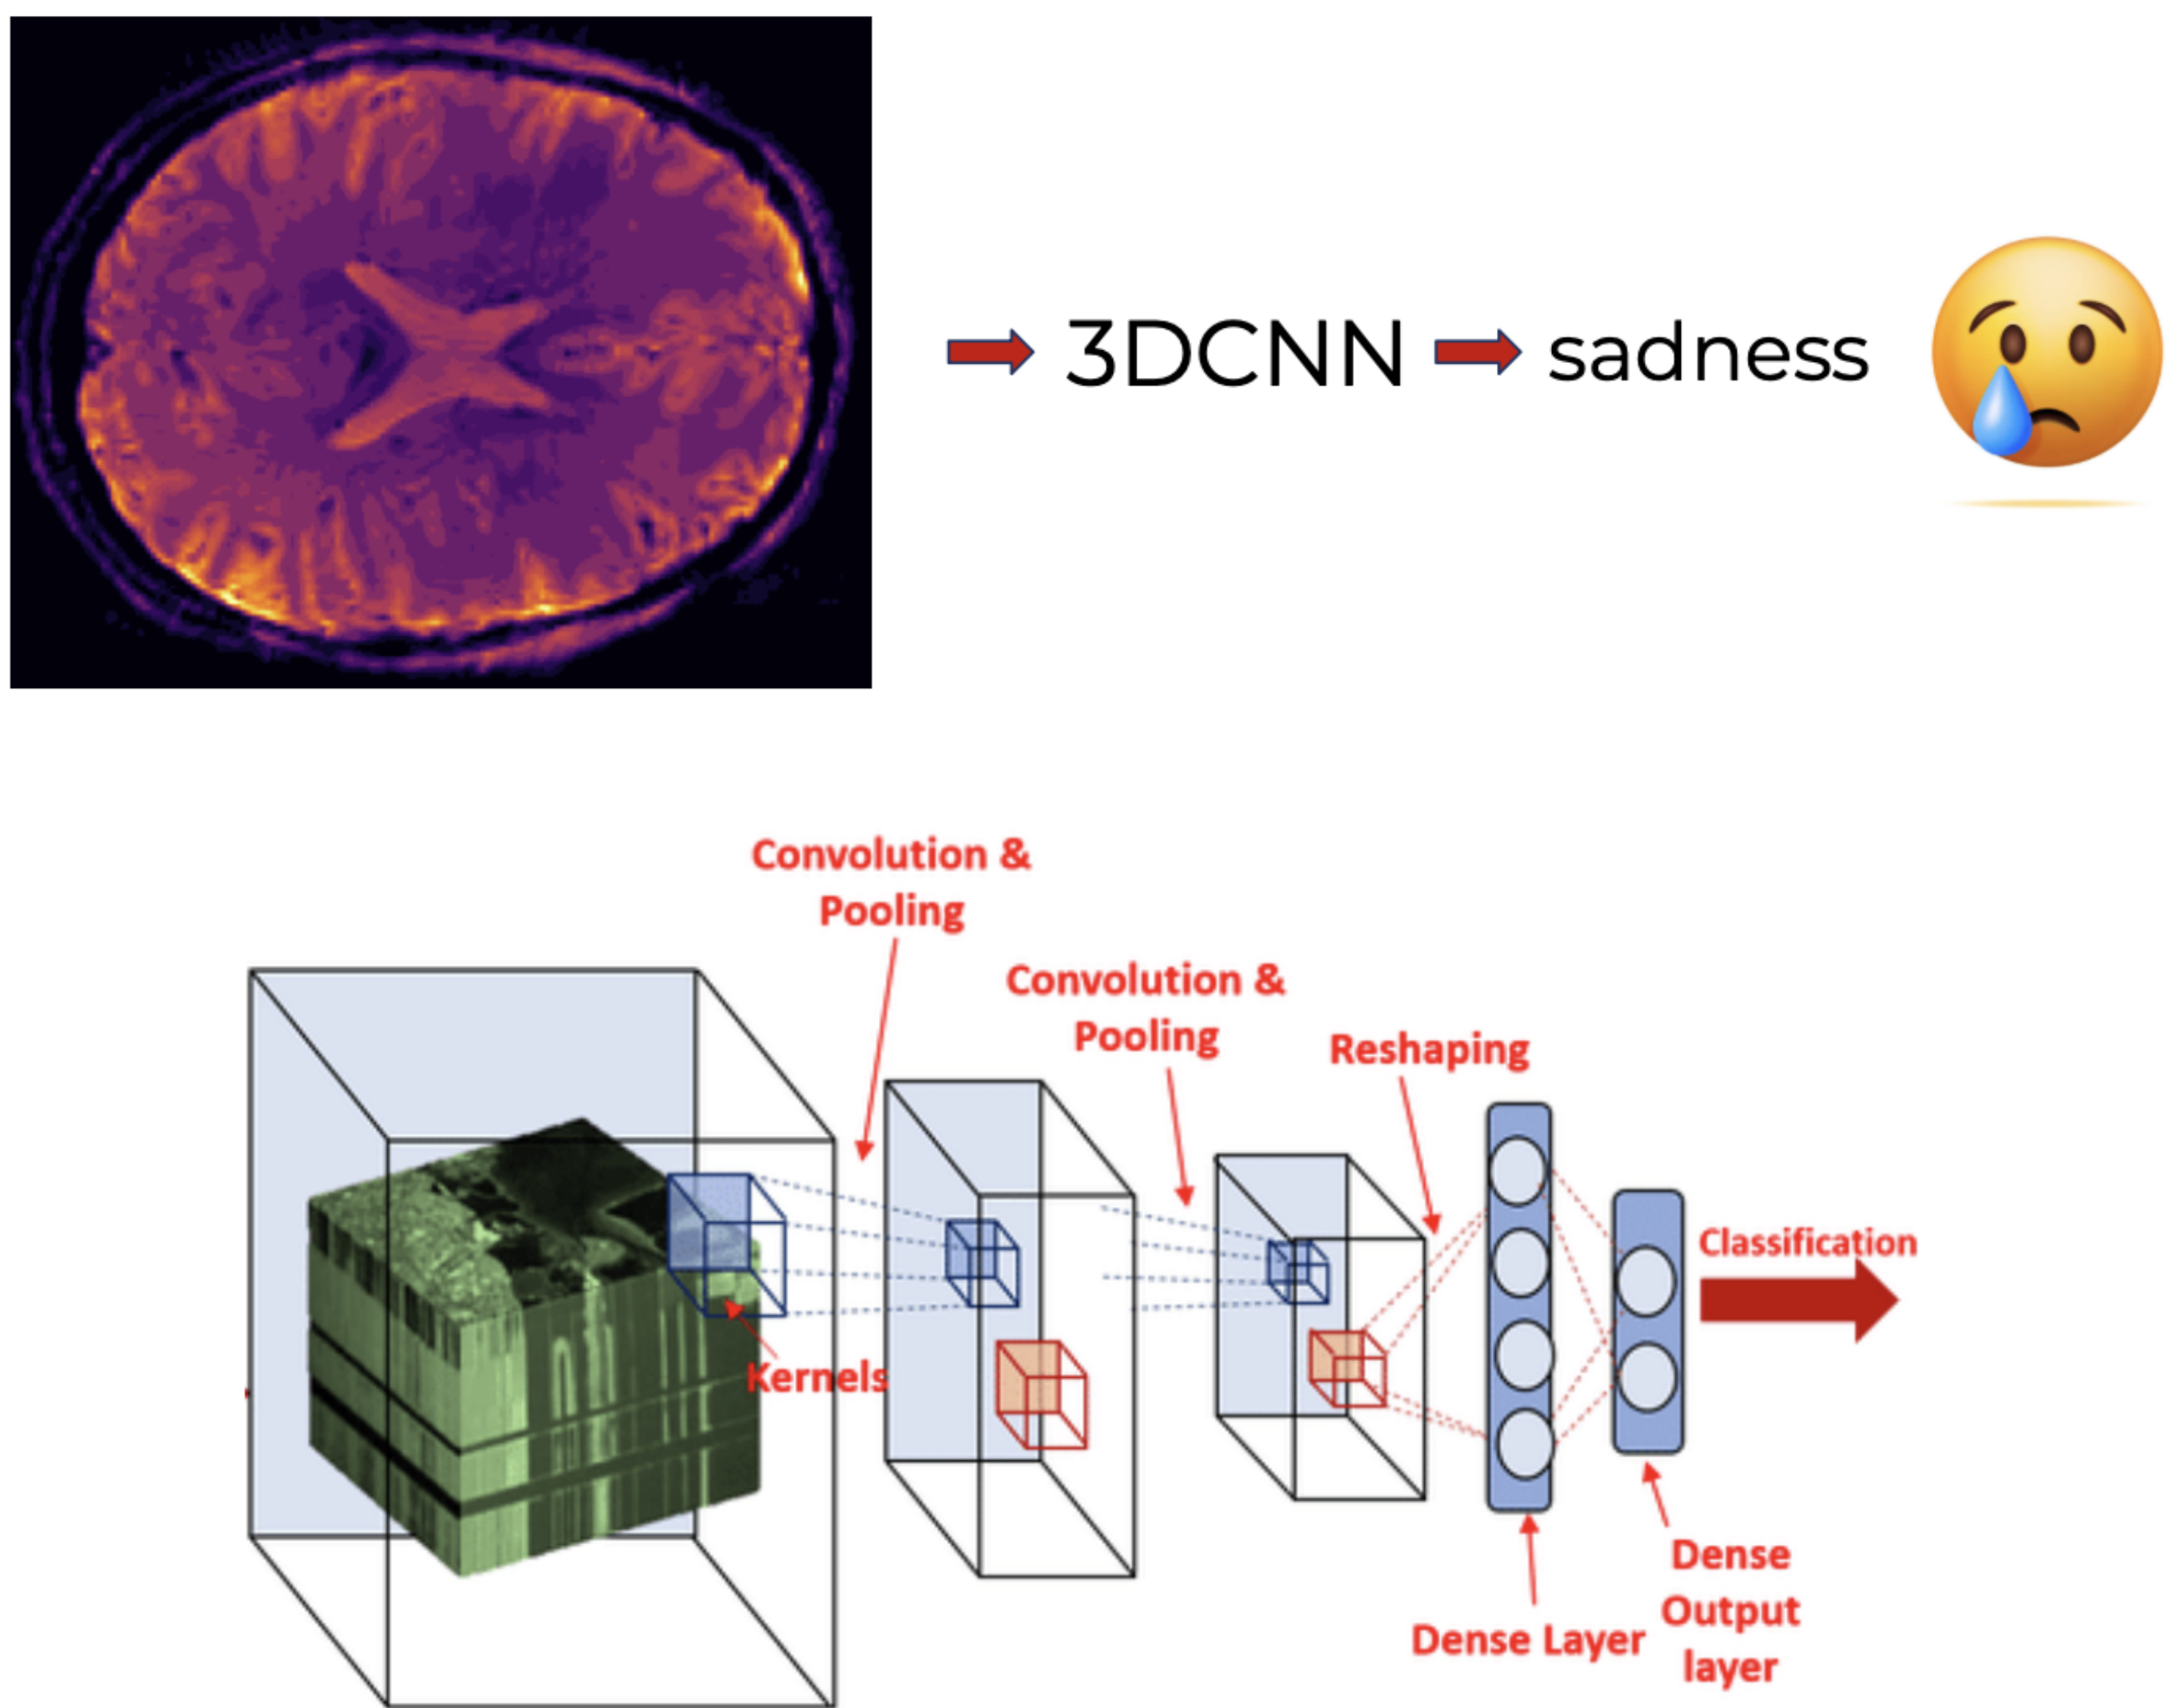 3DCNN
sadness
Convolution &
Pooling
Convolution &
Pooling
Reshaping
Classification
Kernels
Dense Layer
Dense
Output
layer